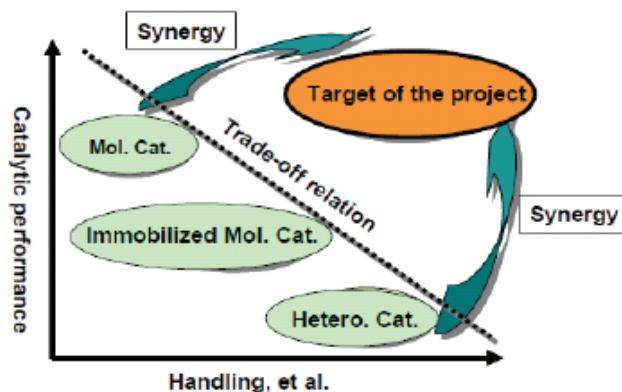 Synergy
Target of the project
Mol. Cat.
Trade-off relation
Catalytic performance
Immobilized Mol. Cat.
Synergy
Hetero. Cat.
Handling, et al.